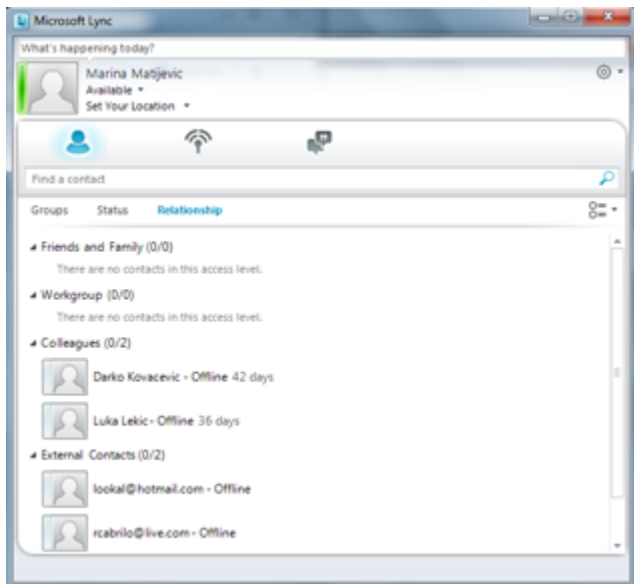 Microsoft Lync
What's happening today?
Marina Matijevic
Available
Set Your Location
Find a contact
Groups Status Relationship
Friends and Family (0/0)
There are no contacts in this access level.
Workgroup (0/0)
There are no contacts in this access level.
Colleagues (0/2)
Darko Kovacevic - Offline 42 days
Luka Lekic - Offline 36 days
External Contacts (0/2)
lookal@hotmail.com - Offline
rcabrilo@live.com - Offline